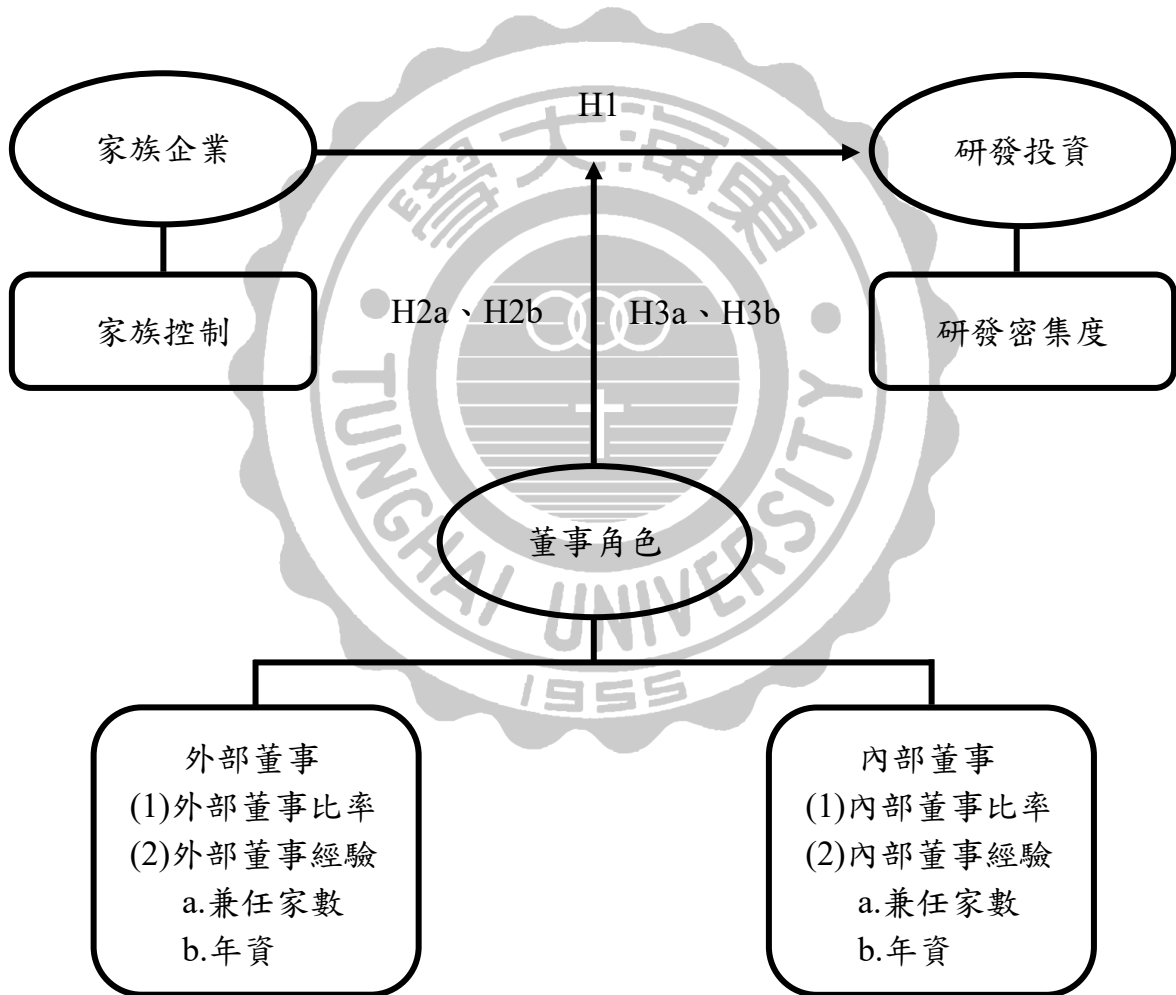 H1
家族企業
研發投資
家族控制
H2a、H2b
H3a、H3b
研發密集度
董事角色
外部董事
(1)外部董事比率
(2)外部董事經驗
a.兼任家數
b.年資
內部董事
(1)內部董事比率
(2)內部董事經驗
a.兼任家數
b.年資
學大海東
TUNGHAI UNIVERSITY
1955